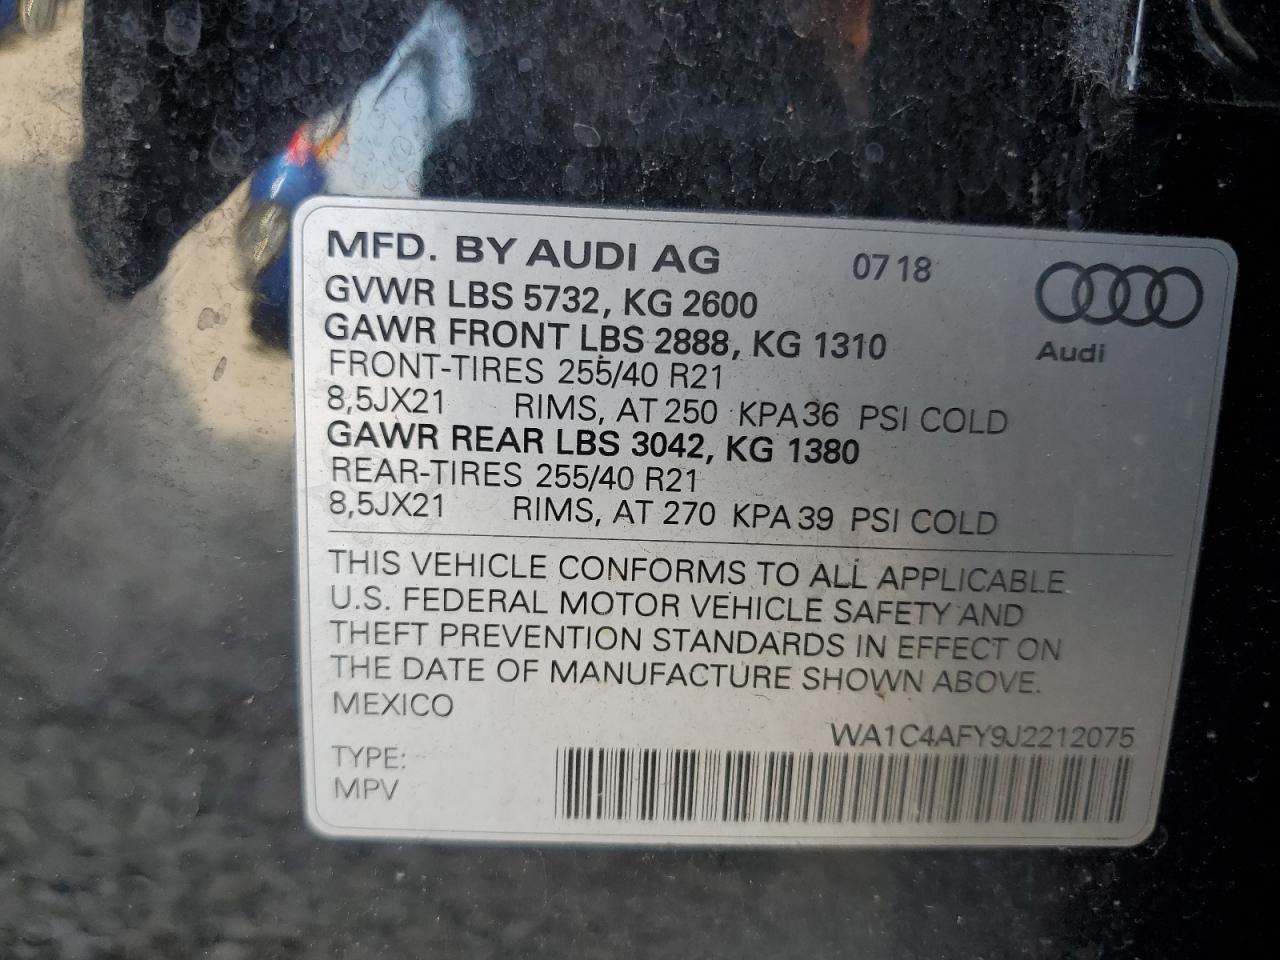 MFD. BY AUDI AG 0718
GVWR LBS 5732, KG 2600
GAWR FRONT LBS 2888, KG 1310
Audi
FRONT-TIRES 255/40 R21
8,5JX21 RIMS, AT 250 KPA 36 PSI COLD
GAWR REAR LBS 3042, KG 1380
REAR-TIRES 255/40 R21
8,5JX21 RIMS, AT 270 KPA 39 PSI COLD
THIS VEHICLE CONFORMS TO ALL APPLICABLE
U.S. FEDERAL MOTOR VEHICLE SAFETY AND
THEFT PREVENTION STANDARDS IN EFFECT ON
THE DATE OF MANUFACTURE SHOWN ABOVE.
MEXICO
WA1C4AFY9J2212075
TYPE:
MPV